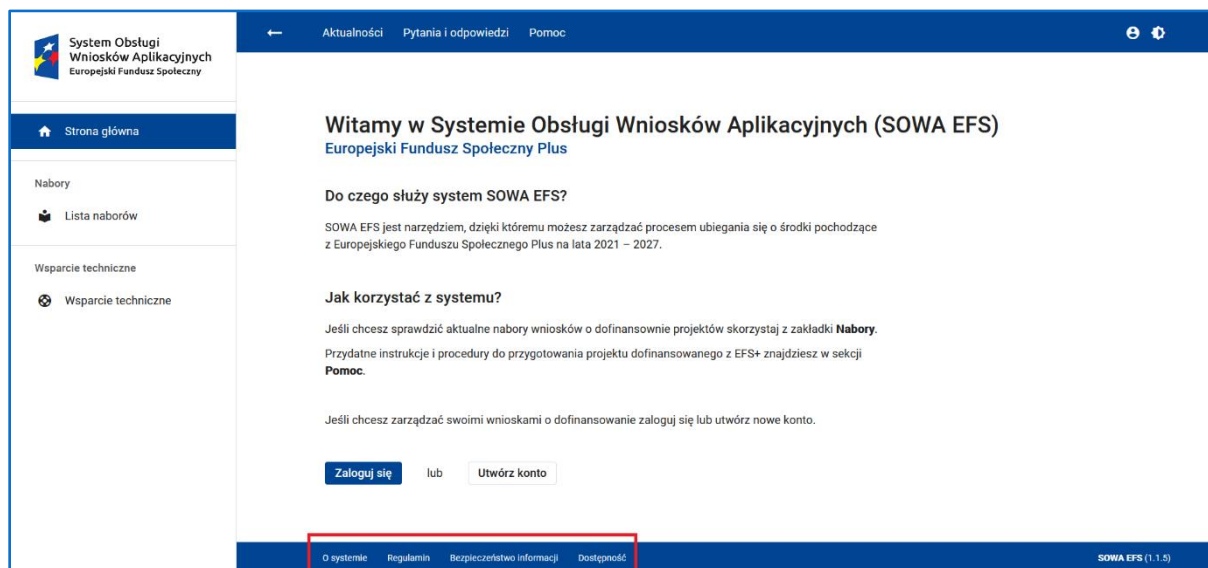 System Obsługi
Wniosków Aplikacyjnych
Europejski Fundusz Społeczny
Aktualności Pytania i odpowiedzi Pomoc
Strona główna
Nabory
Lista naborów
Wsparcie techniczne
Wsparcie techniczne
Witamy w Systemie Obsługi Wniosków Aplikacyjnych (SOWA EFS)
Europejski Fundusz Społeczny Plus
Do czego służy system SOWA EFS?
SOWA EFS jest narzędziem, dzięki któremu możesz zarządzać procesem ubiegania się o środki pochodzące
z Europejskiego Funduszu Społecznego Plus na lata 2021 – 2027.
Jak korzystać z systemu?
Jeśli chcesz sprawdzić aktualne nabory wniosków o dofinansownie projektów skorzystaj z zakładki Nabory.
Przydatne instrukcje i procedury do przygotowania projektu dofinansowanego z EFS+ znajdziesz w sekcji
Pomoc.
Jeśli chcesz zarządzać swoimi wnioskami o dofinansowanie zaloguj się lub utwórz nowe konto.
Zaloguj się lub Utwórz konto
O systemie Regulamin Bezpieczeństwo informacji Dostępność SOWA EFS (1.1.5)